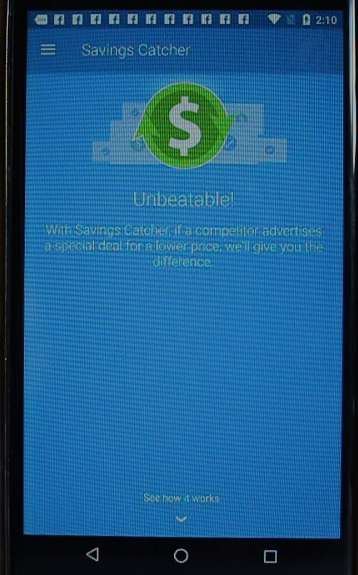 2:10
Savings Catcher
$
Unbeatable!
With Savings Catcher, if a competitor advertises
a special deal for a lower price, we'll give you the
difference.
See how it works